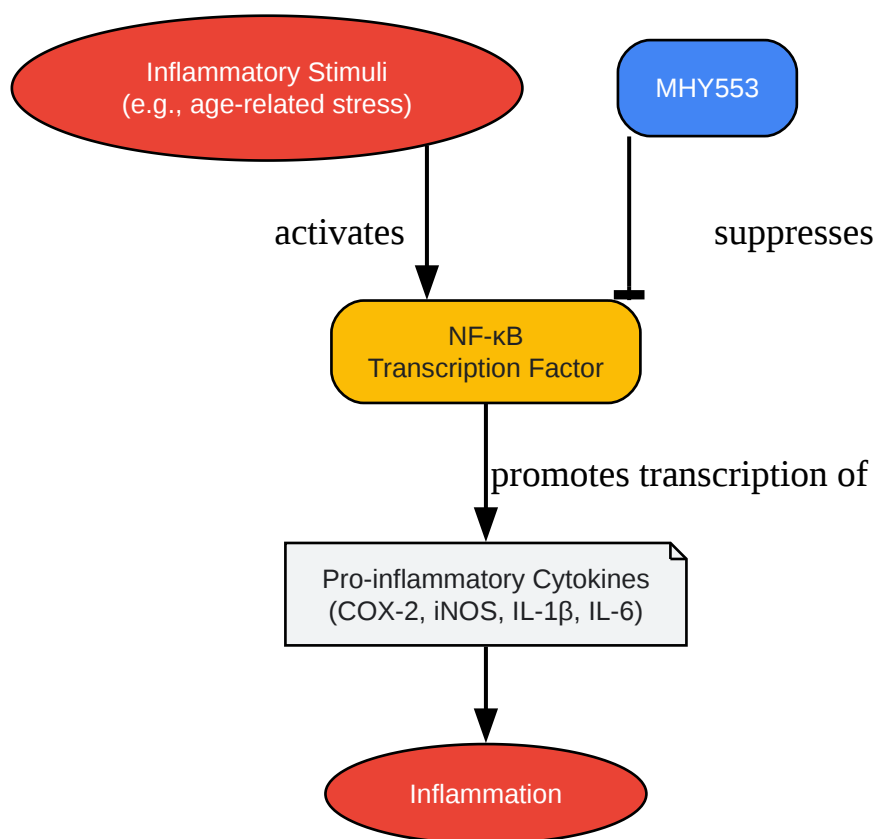 Inflammatory Stimuli
(e.g., age-related stress)
MHY553
activates
suppresses
NF-κB
Transcription Factor
promotes transcription of
Pro-inflammatory Cytokines
(COX-2, iNOS, IL-1β, IL-6)
Inflammation